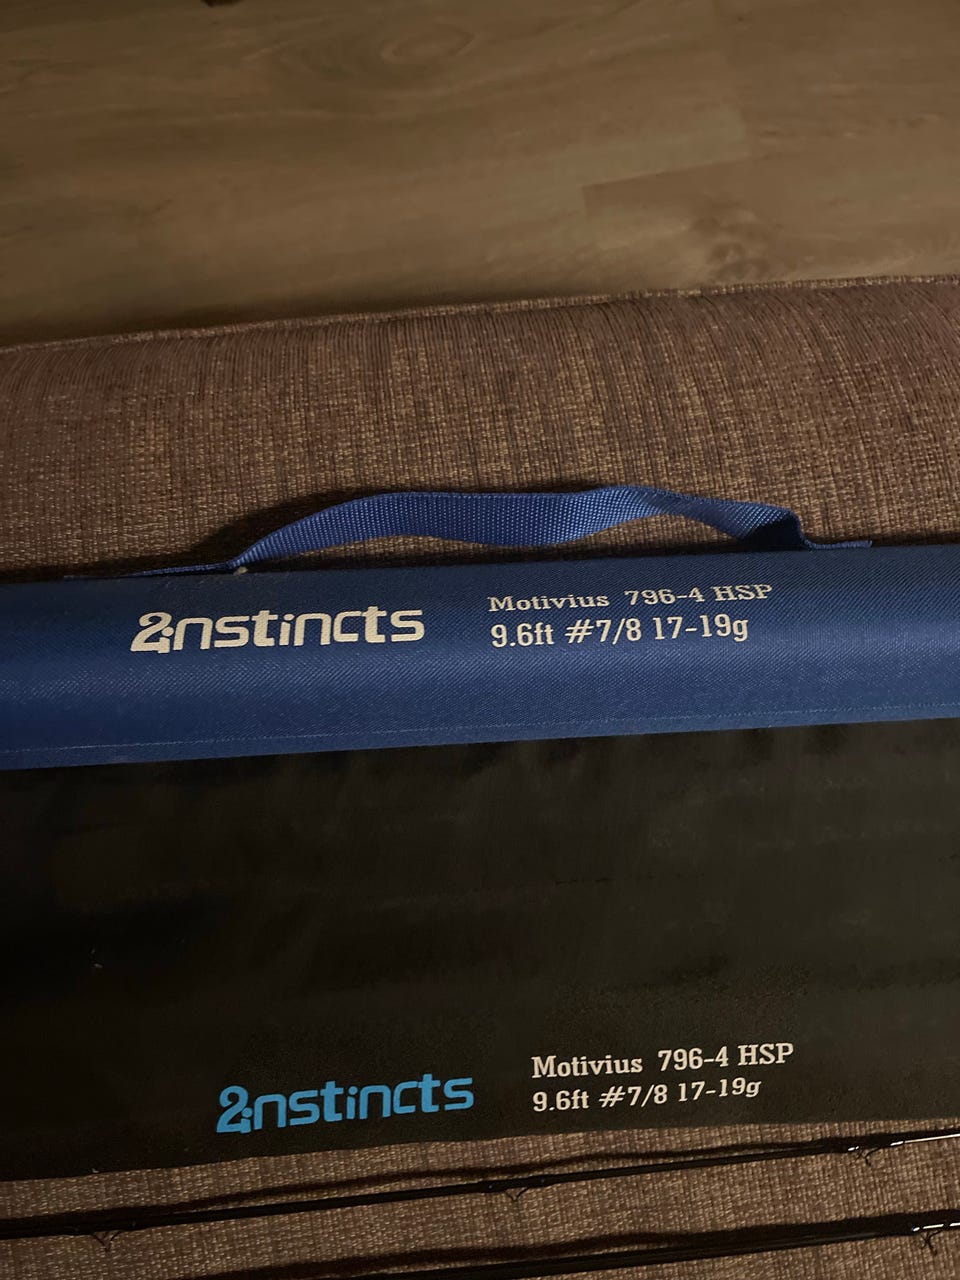 2nstincts
Motivius 796-4 HSP
9.6ft #7/8 17-19g
2nstincts
Motivius 796-4 HSP
9.6ft #7/8 17-19g